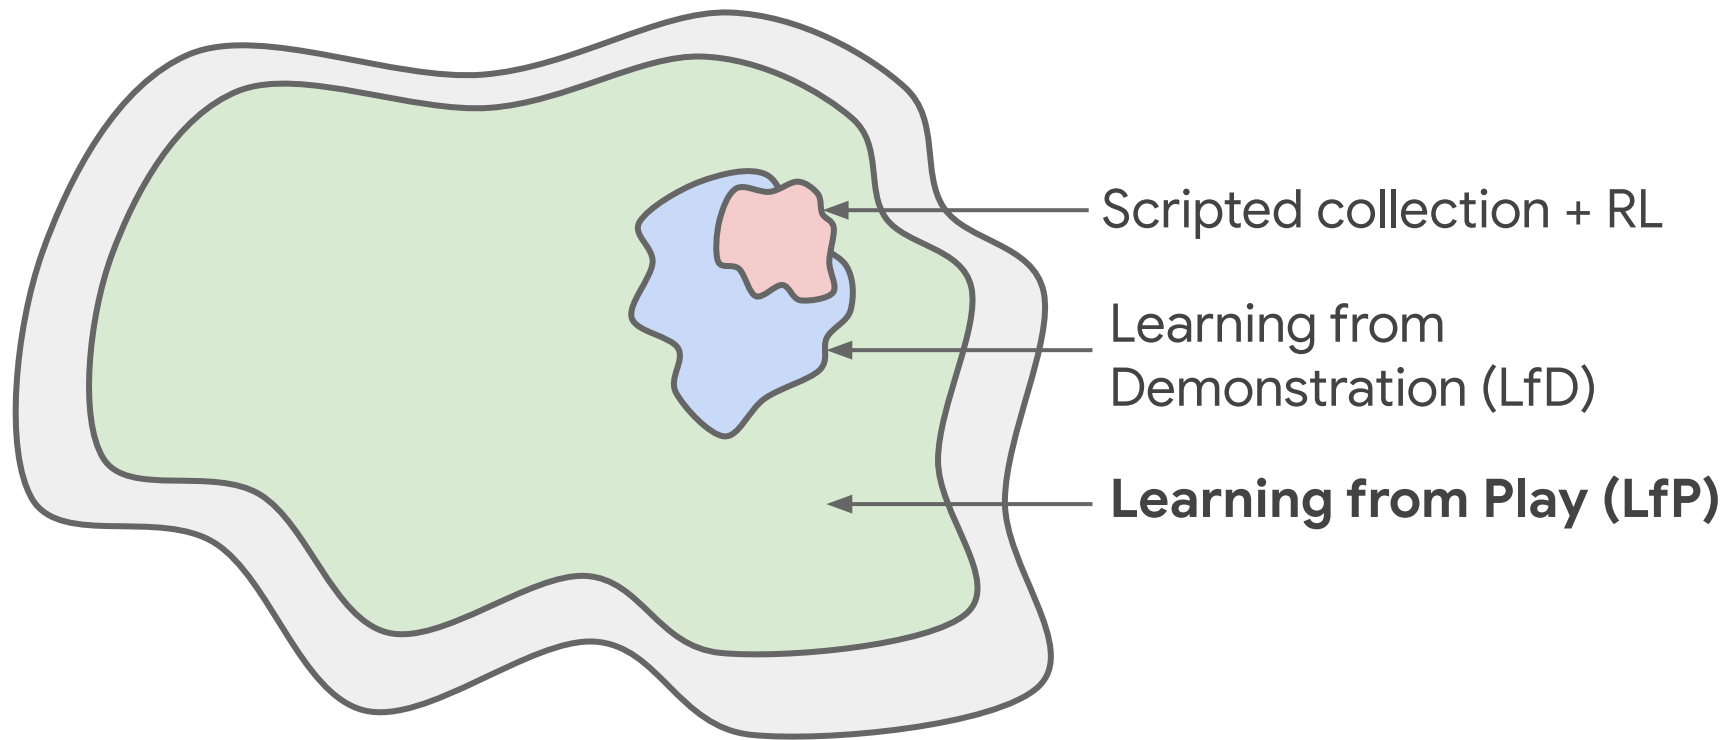 Scripted collection + RL
Learning from
Demonstration (LfD)
Learning from Play (LfP)